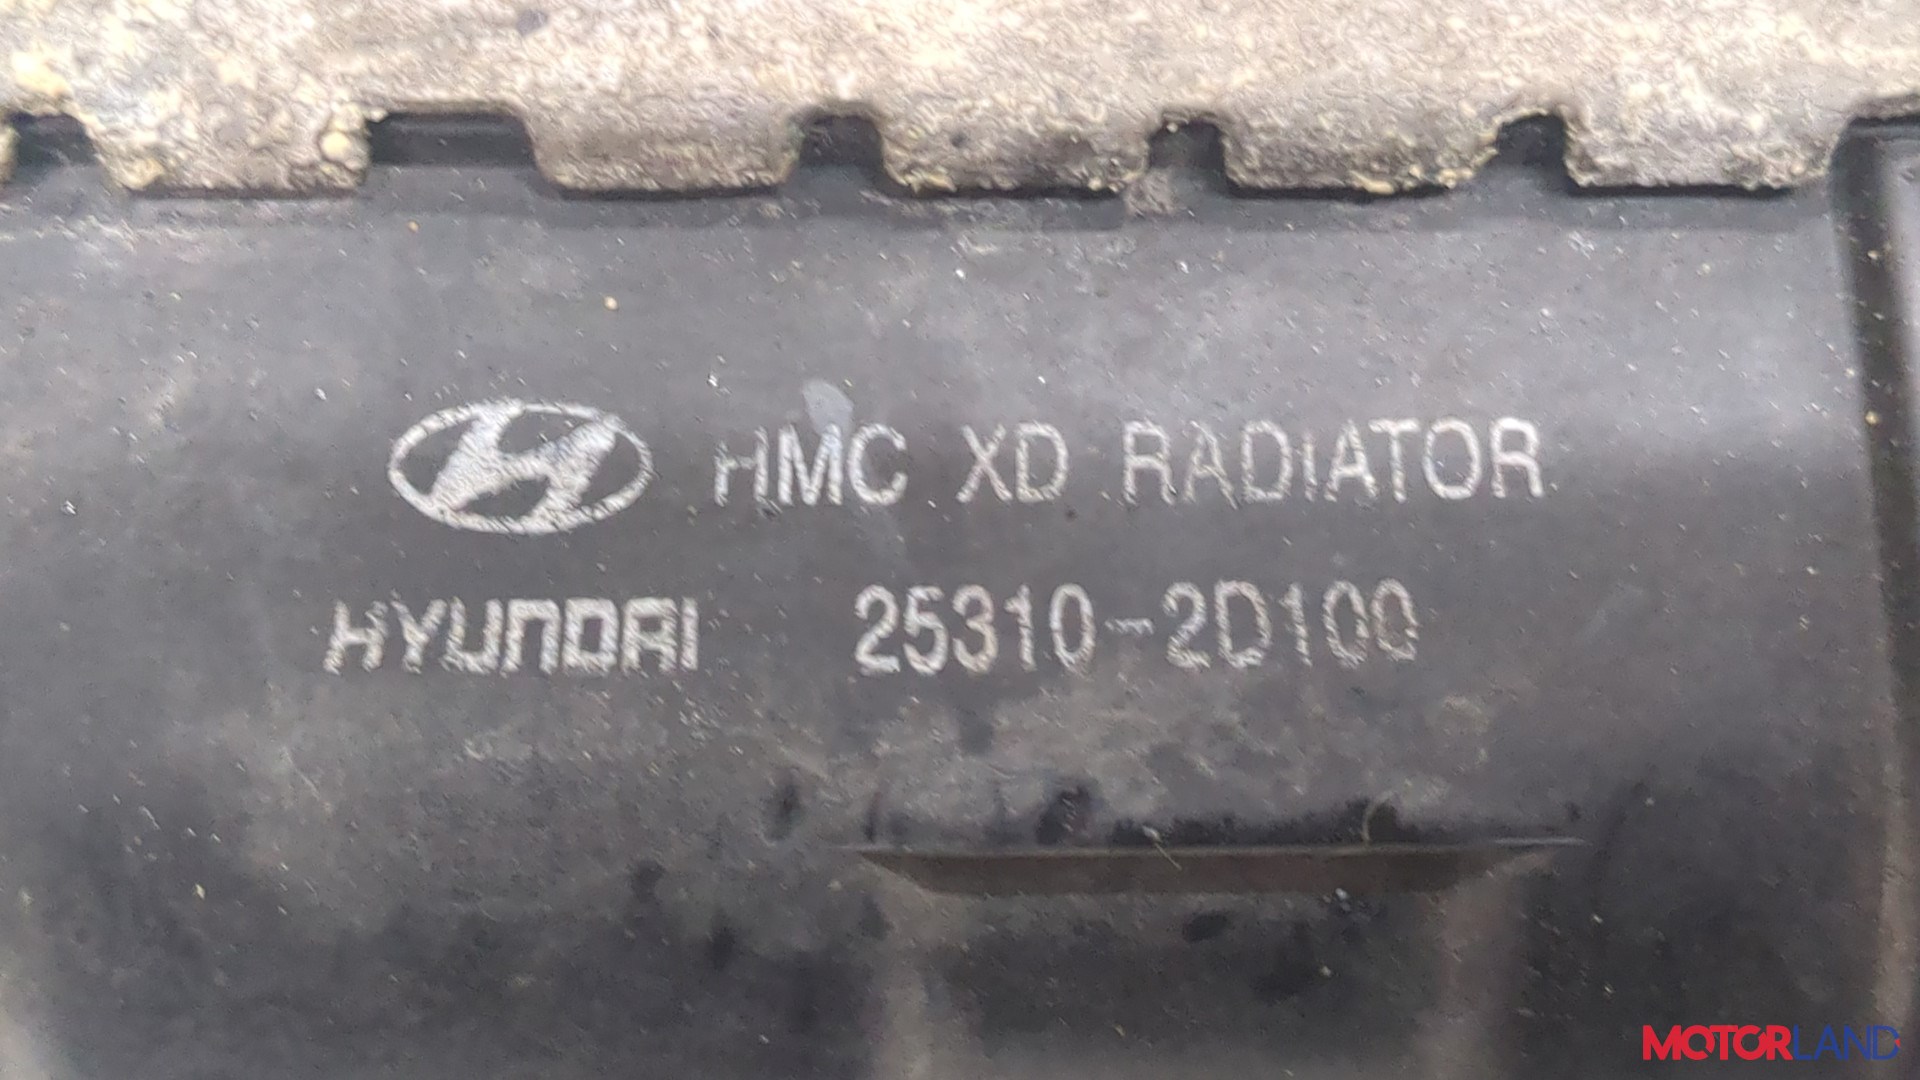 HMC XD RADIATOR
HYUNDAI 25310-2D100
MOTORLAND